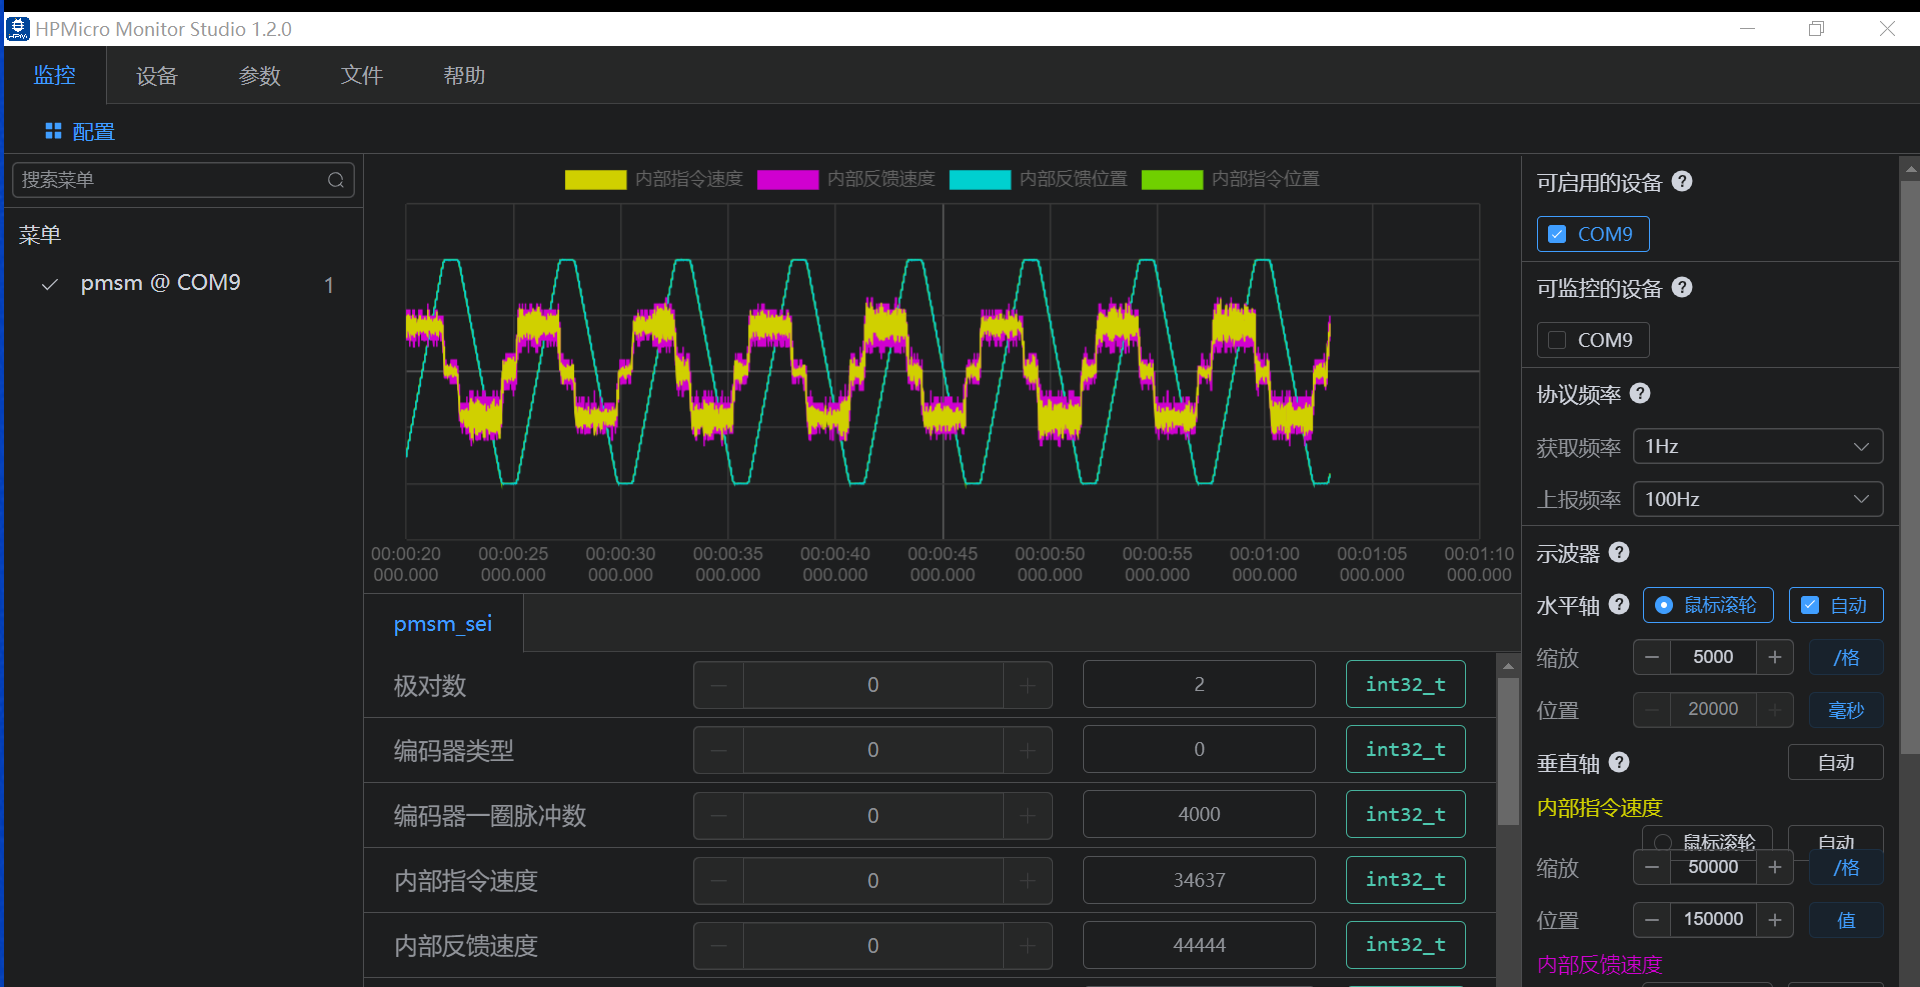 HPMicro Monitor Studio 1.2.0
监控
设备
参数
文件
帮助
配置
搜索菜单
菜单
pmsm @ COM9
1
内部指令速度
内部反馈速度
内部反馈位置
内部指令位置
00:00:20 00:00:25 00:00:30 00:00:35 00:00:40 00:00:45 00:00:50 00:00:55 00:01:00 00:01:05 00:01:10
000.000 000.000 000.000 000.000 000.000 000.000 000.000 000.000 000.000 000.000 000.000
pmsm_sei
极对数 0 2 int32_t
编码器类型 0 0 int32_t
编码器一圈脉冲数 0 4000 int32_t
内部指令速度 0 34637 int32_t
内部反馈速度 0 44444 int32_t
可启用的设备 ?
COM9
可监控的设备 ?
COM9
协议频率 ?
获取频率 1Hz
上报频率 100Hz
示波器 ?
水平轴 ? 鼠标滚轮 自动
缩放 − 5000 + /格
位置 − 20000 + 毫秒
垂直轴 ? 自动
内部指令速度
鼠标滚轮 自动
缩放 − 50000 + /格
位置 − 150000 + 值
内部反馈速度